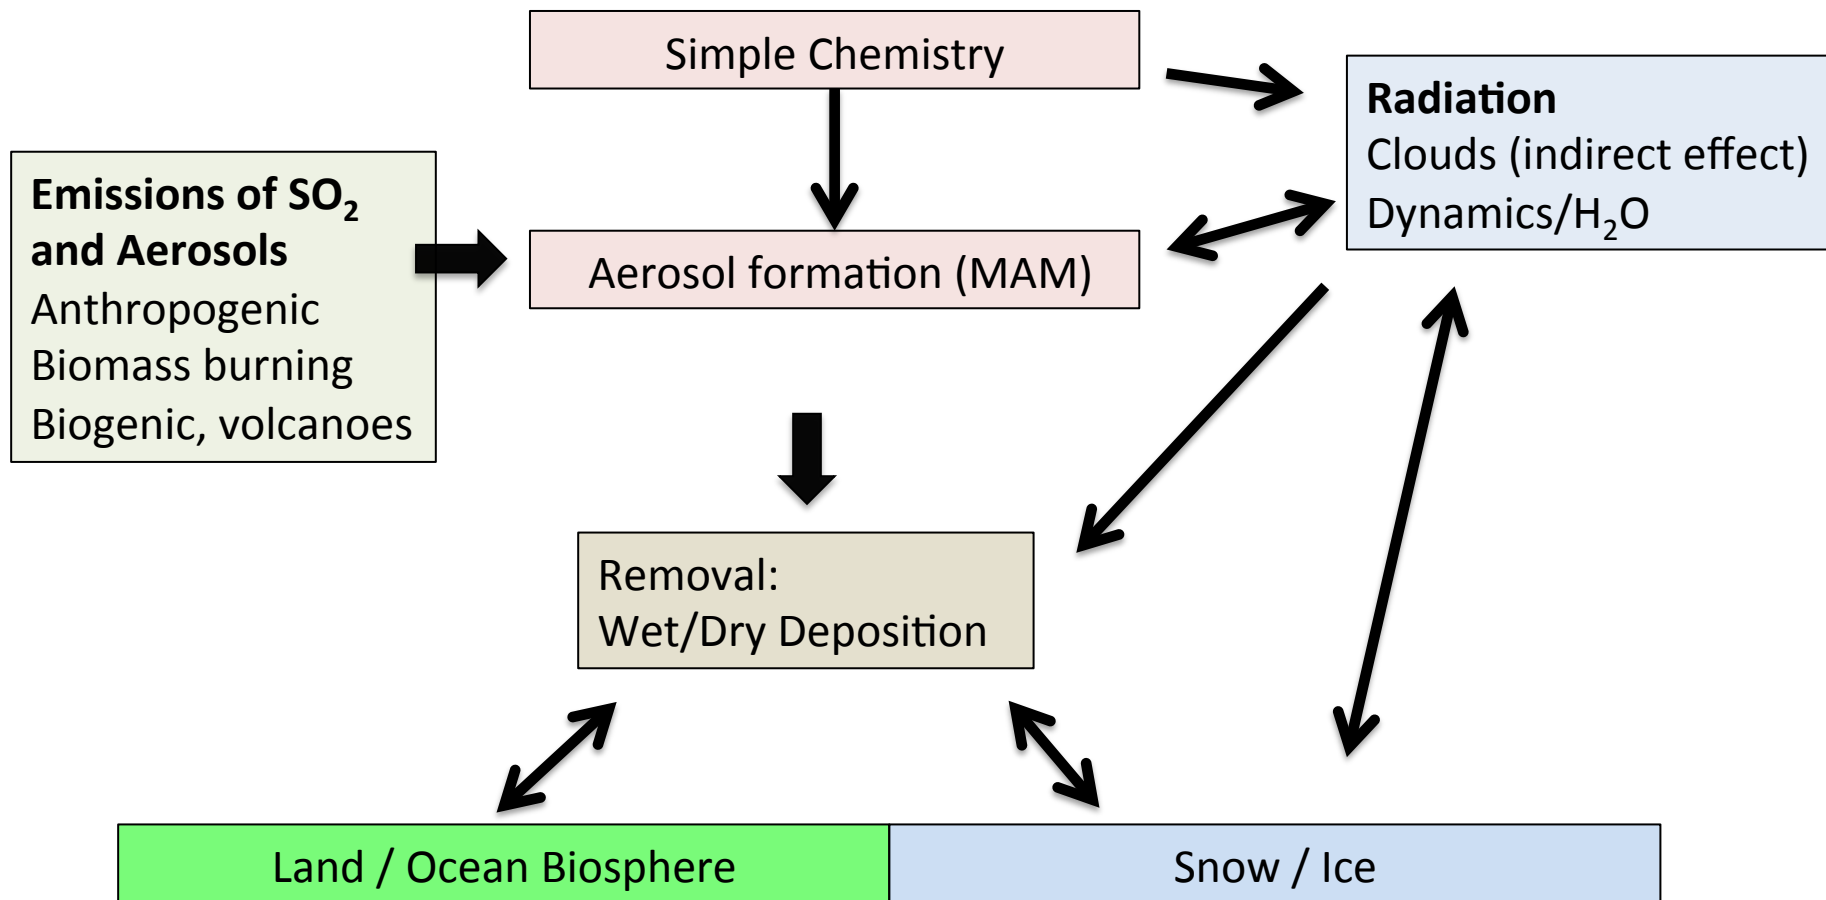 Simple Chemistry
Radiation
Clouds (indirect effect)
Dynamics/H₂O
Emissions of SO₂
and Aerosols
Anthropogenic
Biomass burning
Biogenic, volcanoes
Aerosol formation (MAM)
Removal:
Wet/Dry Deposition
Land / Ocean Biosphere
Snow / Ice